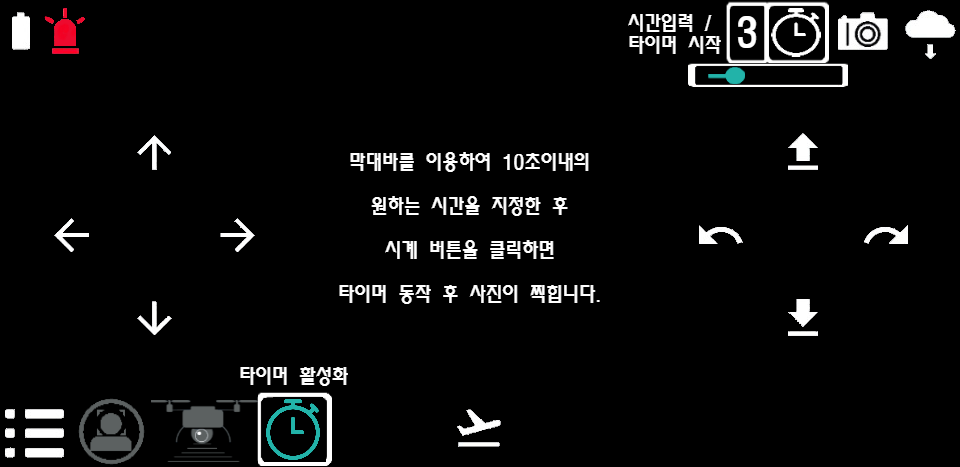 시간입력 /
타이머 시작
3
막대바를 이용하여 10초이내의
원하는 시간을 지정한 후
시계 버튼을 클릭하면
타이머 동작 후 사진이 찍힙니다.
타이머 활성화